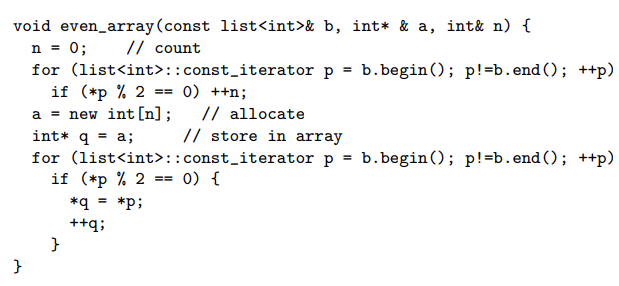 void even_array(const list<int>& b, int* & a, int& n) {
  n = 0;    // count
  for (list<int>::const_iterator p = b.begin(); p!=b.end(); ++p)
    if (*p % 2 == 0) ++n;
  a = new int[n];   // allocate
  int* q = a;     // store in array
  for (list<int>::const_iterator p = b.begin(); p!=b.end(); ++p)
    if (*p % 2 == 0) {
      *q = *p;
      ++q;
    }
}